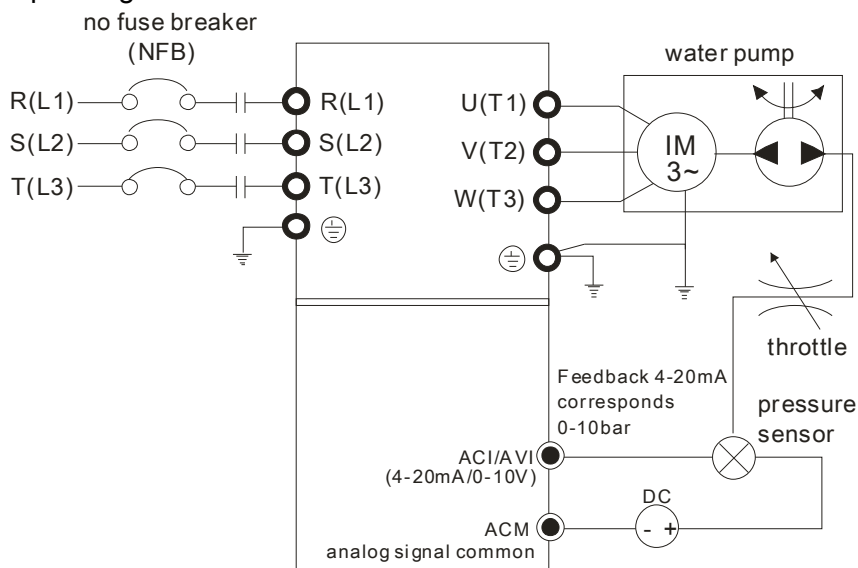 no fuse breaker
(NFB)
water pump
R(L1)
R(L1)
U(T1)
S(L2)
S(L2)
V(T2)
IM
3~
T(L3)
T(L3)
W(T3)
throttle
Feedback 4-20mA
corresponds
0-10bar
pressure
sensor
ACI/AVI
(4-20mA/0-10V)
DC
- +
ACM
analog signal common